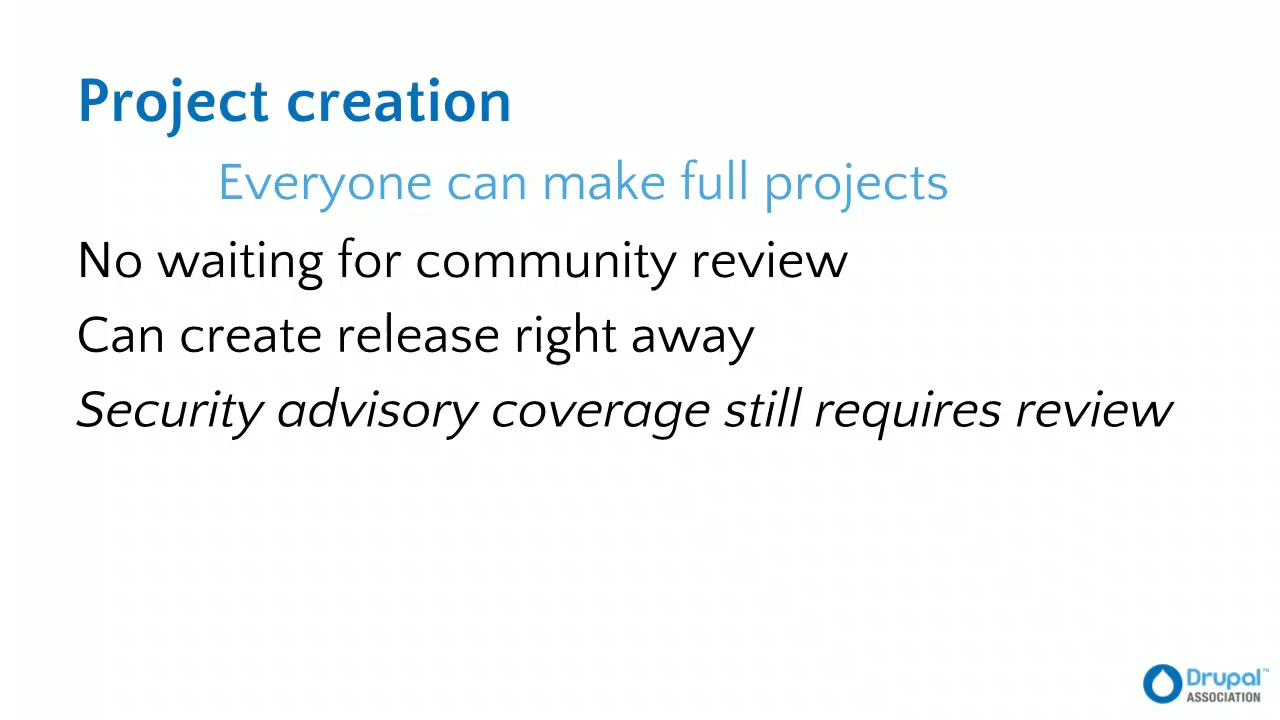 Project creation
Everyone can make full projects
No waiting for community review
Can create release right away
Security advisory coverage still requires review
Drupal™
ASSOCIATION